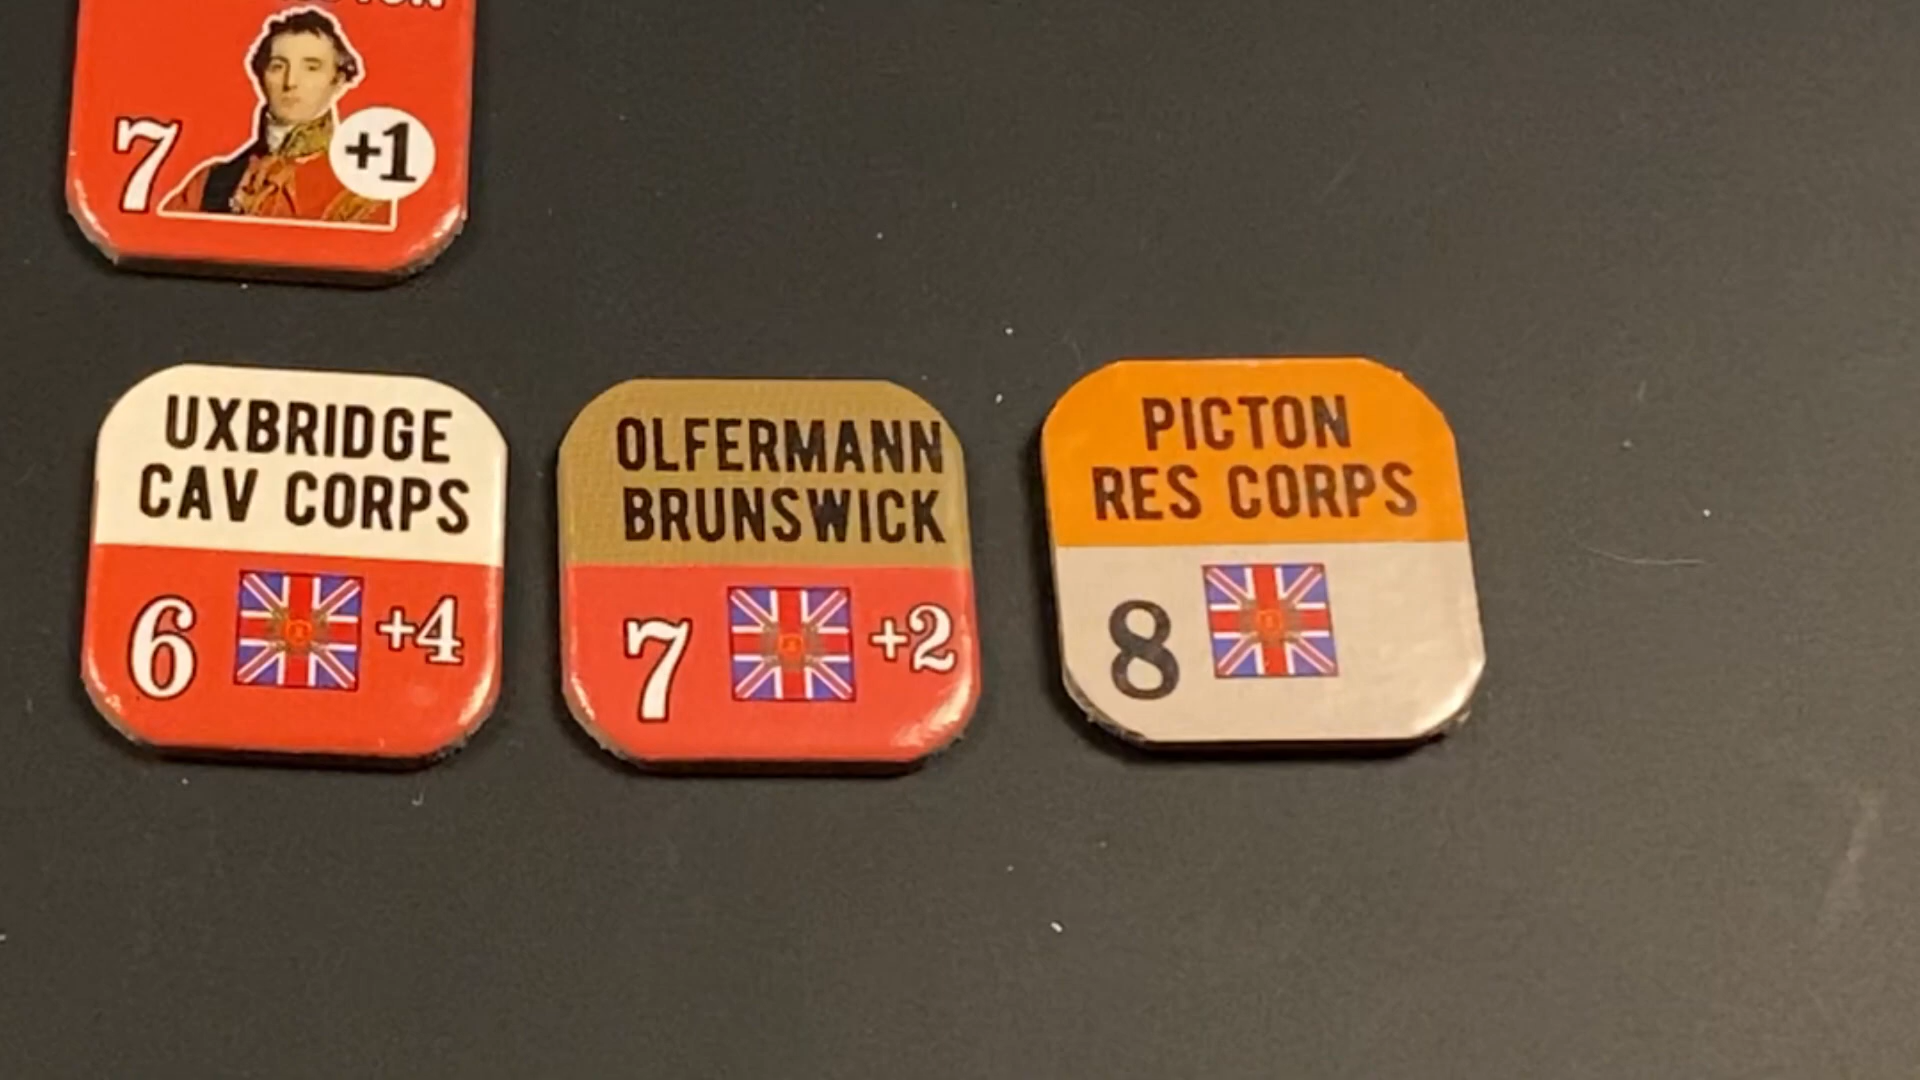 7
+1
UXBRIDGE
CAV CORPS
6 +4
OLFERMANN
BRUNSWICK
7 +2
PICTON
RES CORPS
8